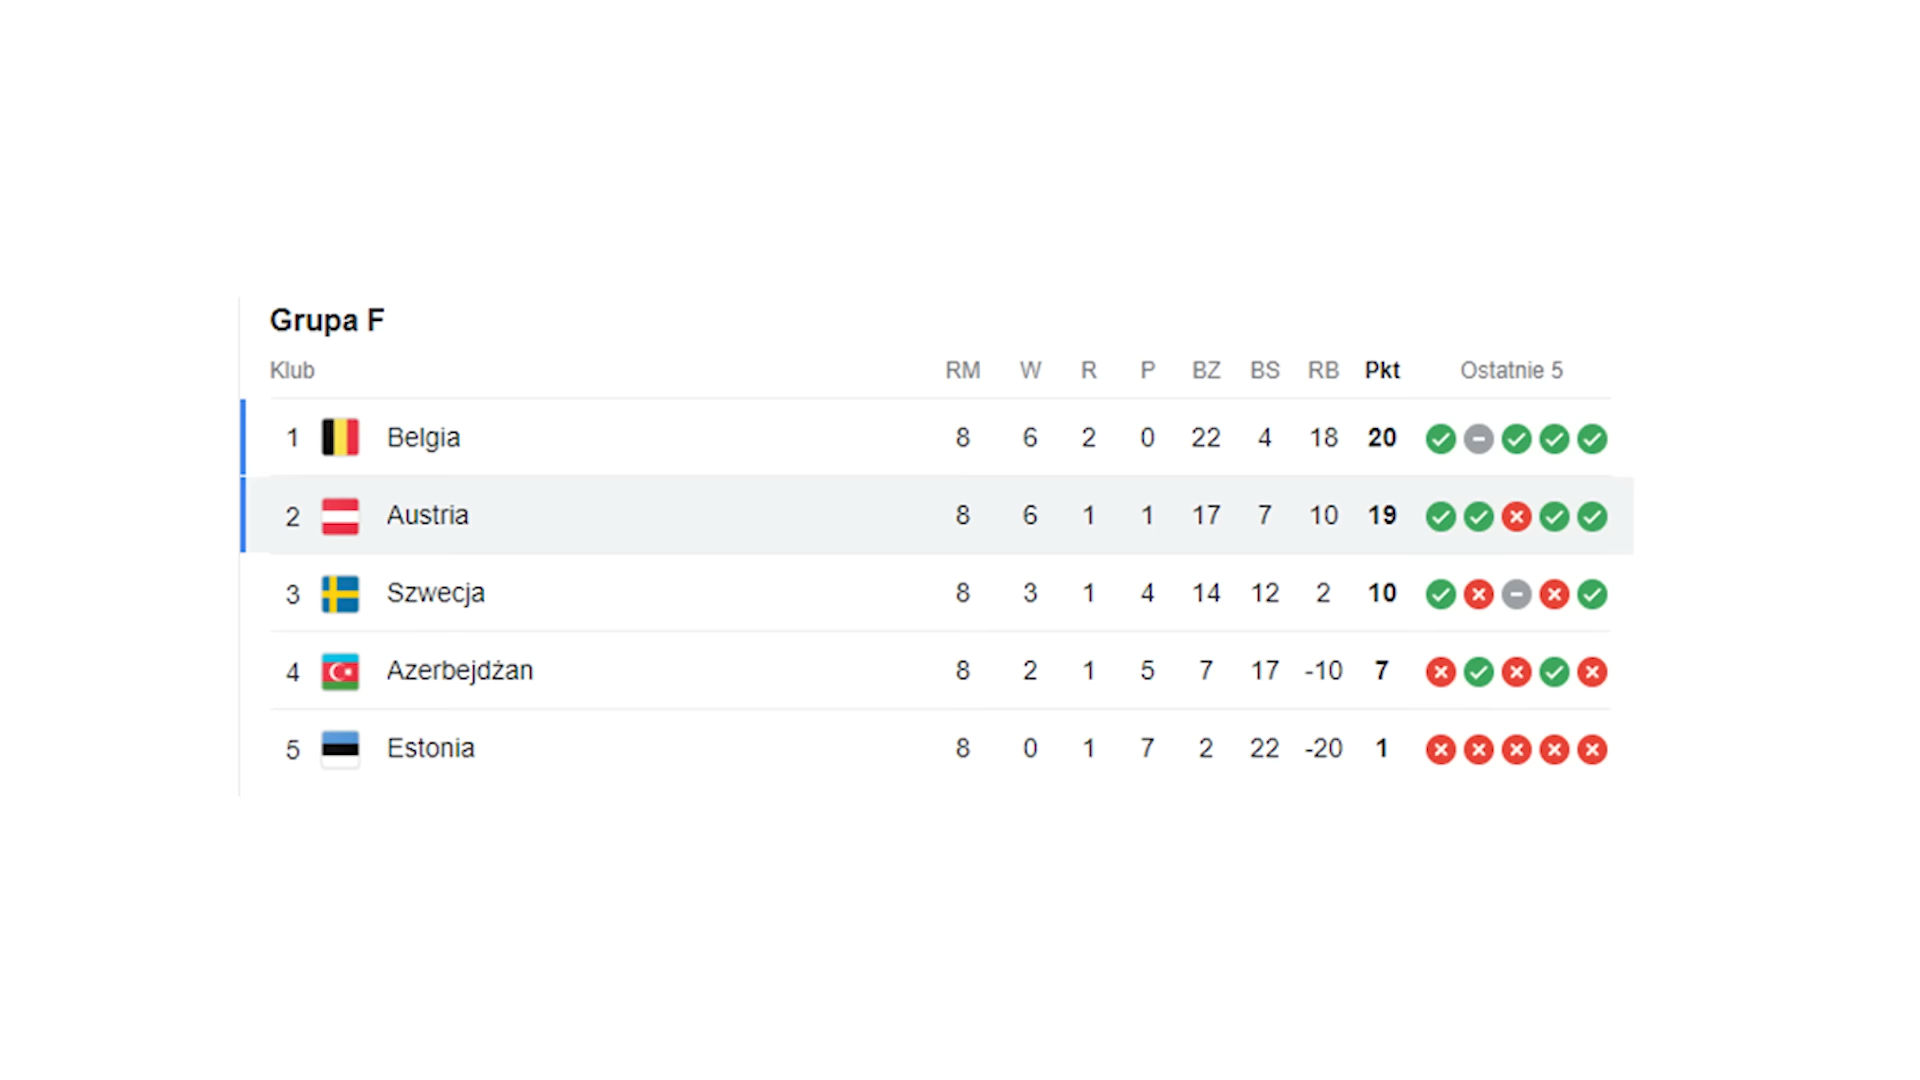 Grupa F
Klub RM W R P BZ BS RB Pkt Ostatnie 5
1 Belgia 8 6 2 0 22 4 18 20
2 Austria 8 6 1 1 17 7 10 19
3 Szwecja 8 3 1 4 14 12 2 10
4 Azerbejdżan 8 2 1 5 7 17 -10 7
5 Estonia 8 0 1 7 2 22 -20 1